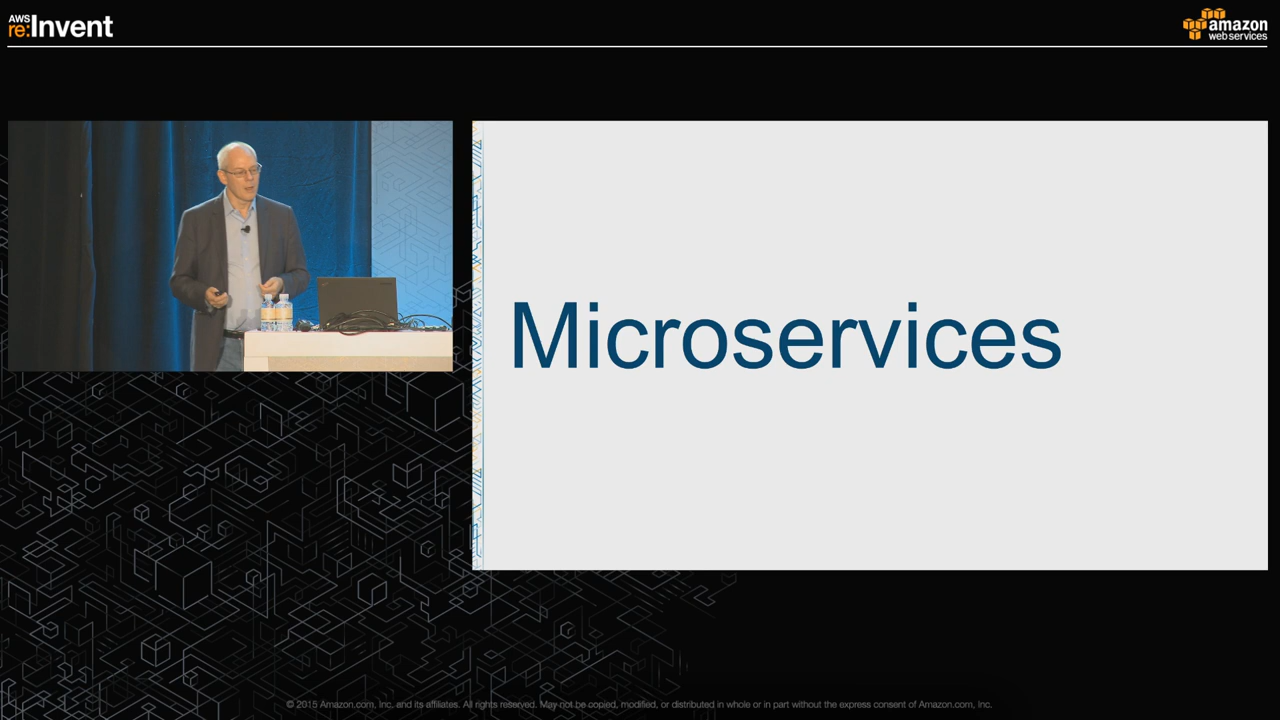 AWS
re:Invent
amazon
web services
Microservices
© 2015 Amazon.com, Inc. and its affiliates. All rights reserved. May not be copied, modified, or distributed in whole or in part without the express consent of Amazon.com, Inc.